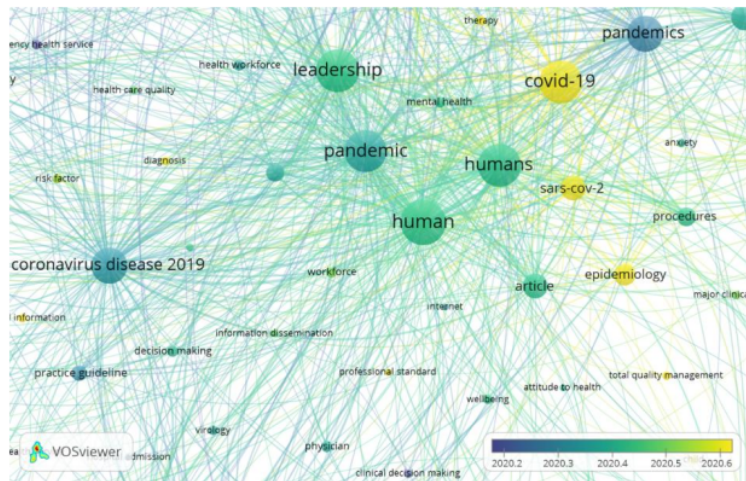 therapy
pandemics
ency health service
health workforce
leadership
covid-19
health care quality
mental health
pandemic
humans
anxiety
diagnosis
risk factor
sars-cov-2
human
procedures
coronavirus disease 2019
workforce
epidemiology
article
major clinica
internet
l information
information dissemination
decision making
practice guideline
professional standard
total quality management
attitude to health
wellbeing
virology
physician
VOSviewer
dmission
clinical decision making
2020.2 2020.3 2020.4 2020.5 2020.6